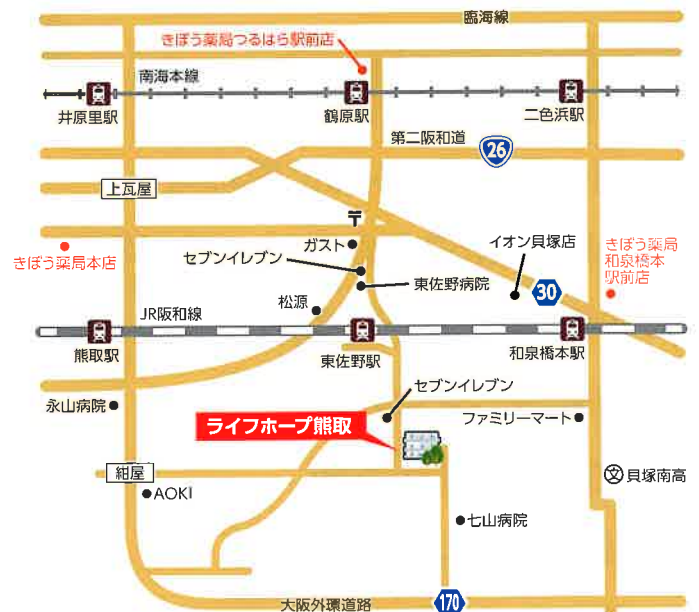 臨海線
きぼう薬局つるはら駅前店
南海本線
井原里駅
鶴原駅
二色浜駅
第二阪和道
26
上瓦屋
〒
ガスト
イオン貝塚店
きぼう薬局
和泉橋本
駅前店
きぼう薬局本店
セブンイレブン
東佐野病院
30
松源
JR阪和線
熊取駅
東佐野駅
和泉橋本駅
セブンイレブン
永山病院
ファミリーマート
ライフホープ熊取
紺屋
文
貝塚南高
AOKI
七山病院
大阪外環道路
170